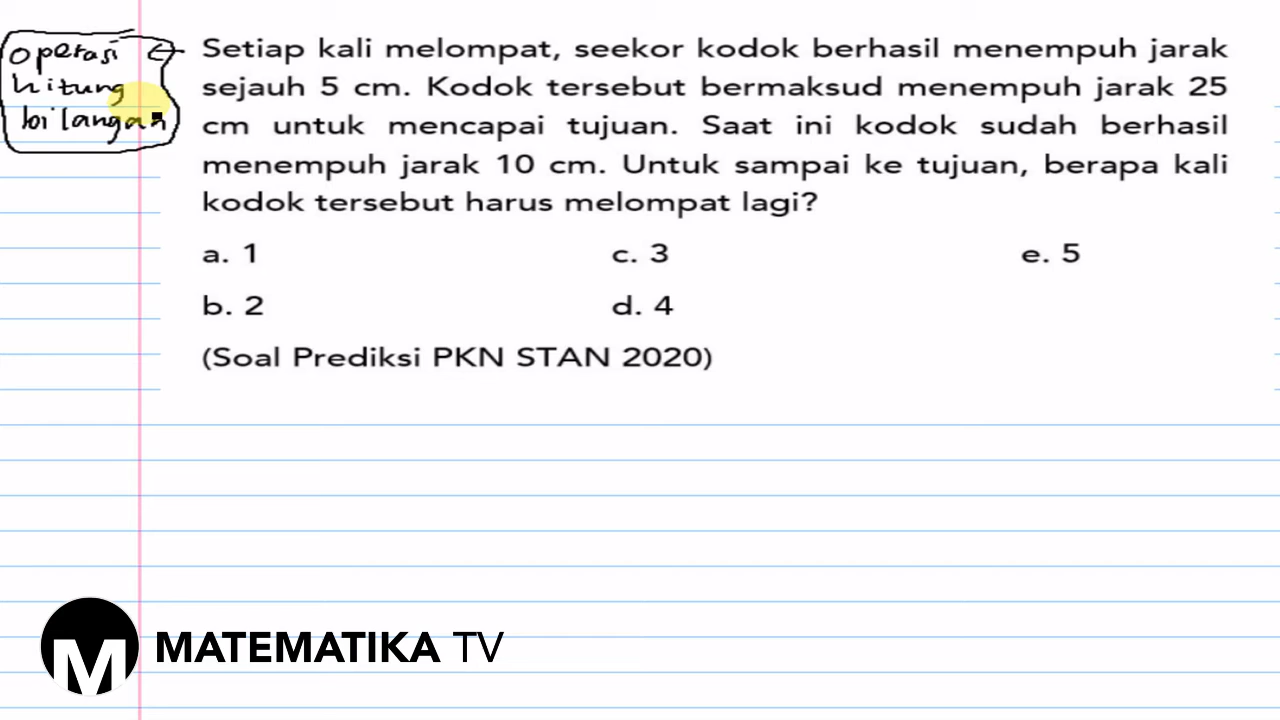 operasi
hitung
bilangan
Setiap kali melompat, seekor kodok berhasil menempuh jarak
sejauh 5 cm. Kodok tersebut bermaksud menempuh jarak 25
cm untuk mencapai tujuan. Saat ini kodok sudah berhasil
menempuh jarak 10 cm. Untuk sampai ke tujuan, berapa kali
kodok tersebut harus melompat lagi?
a. 1 c. 3 e. 5
b. 2 d. 4
(Soal Prediksi PKN STAN 2020)
M MATEMATIKA TV